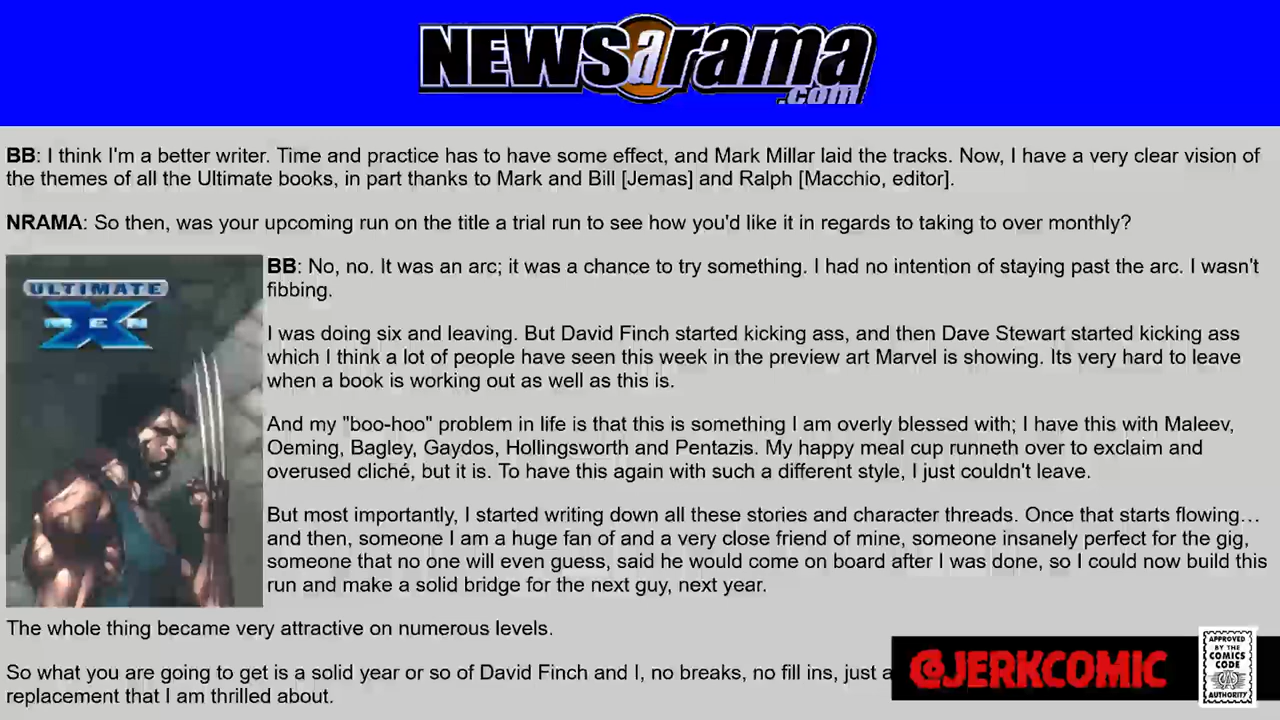 NEWSarama
.com
BB: I think I'm a better writer. Time and practice has to have some effect, and Mark Millar laid the tracks. Now, I have a very clear vision of
the themes of all the Ultimate books, in part thanks to Mark and Bill [Jemas] and Ralph [Macchio, editor].
NRAMA: So then, was your upcoming run on the title a trial run to see how you'd like it in regards to taking to over monthly?
ULTIMATE
X
MEN
BB: No, no. It was an arc; it was a chance to try something. I had no intention of staying past the arc. I wasn't
fibbing.
I was doing six and leaving. But David Finch started kicking ass, and then Dave Stewart started kicking ass
which I think a lot of people have seen this week in the preview art Marvel is showing. Its very hard to leave
when a book is working out as well as this is.
And my "boo-hoo" problem in life is that this is something I am overly blessed with; I have this with Maleev,
Oeming, Bagley, Gaydos, Hollingsworth and Pentazis. My happy meal cup runneth over to exclaim and
overused cliché, but it is. To have this again with such a different style, I just couldn't leave.
But most importantly, I started writing down all these stories and character threads. Once that starts flowing…
and then, someone I am a huge fan of and a very close friend of mine, someone insanely perfect for the gig,
someone that no one will even guess, said he would come on board after I was done, so I could now build this
run and make a solid bridge for the next guy, next year.
The whole thing became very attractive on numerous levels.
So what you are going to get is a solid year or so of David Finch and I, no breaks, no fill ins, just a
replacement that I am thrilled about.
@JERKCOMIC
APPROVED
BY THE
COMICS
CODE
AUTHORITY